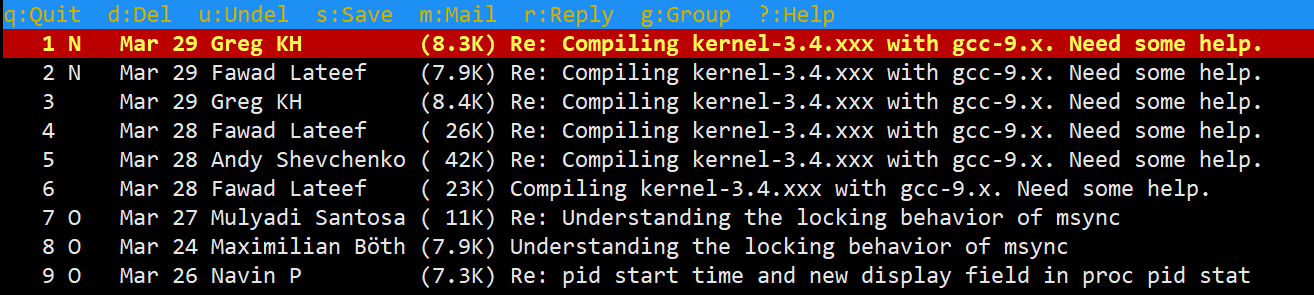 q:Quit  d:Del  u:Undel  s:Save  m:Mail  r:Reply  g:Group  ?:Help
   1 N   Mar 29 Greg KH         (8.3K) Re: Compiling kernel-3.4.xxx with gcc-9.x. Need some help.
   2 N   Mar 29 Fawad Lateef    (7.9K) Re: Compiling kernel-3.4.xxx with gcc-9.x. Need some help.
   3     Mar 29 Greg KH         (8.4K) Re: Compiling kernel-3.4.xxx with gcc-9.x. Need some help.
   4     Mar 28 Fawad Lateef    ( 26K) Re: Compiling kernel-3.4.xxx with gcc-9.x. Need some help.
   5     Mar 28 Andy Shevchenko ( 42K) Re: Compiling kernel-3.4.xxx with gcc-9.x. Need some help.
   6     Mar 28 Fawad Lateef    ( 23K) Compiling kernel-3.4.xxx with gcc-9.x. Need some help.
   7 O   Mar 27 Mulyadi Santosa ( 11K) Re: Understanding the locking behavior of msync
   8 O   Mar 24 Maximilian Böth (7.9K) Understanding the locking behavior of msync
   9 O   Mar 26 Navin P         (7.3K) Re: pid start time and new display field in proc pid stat